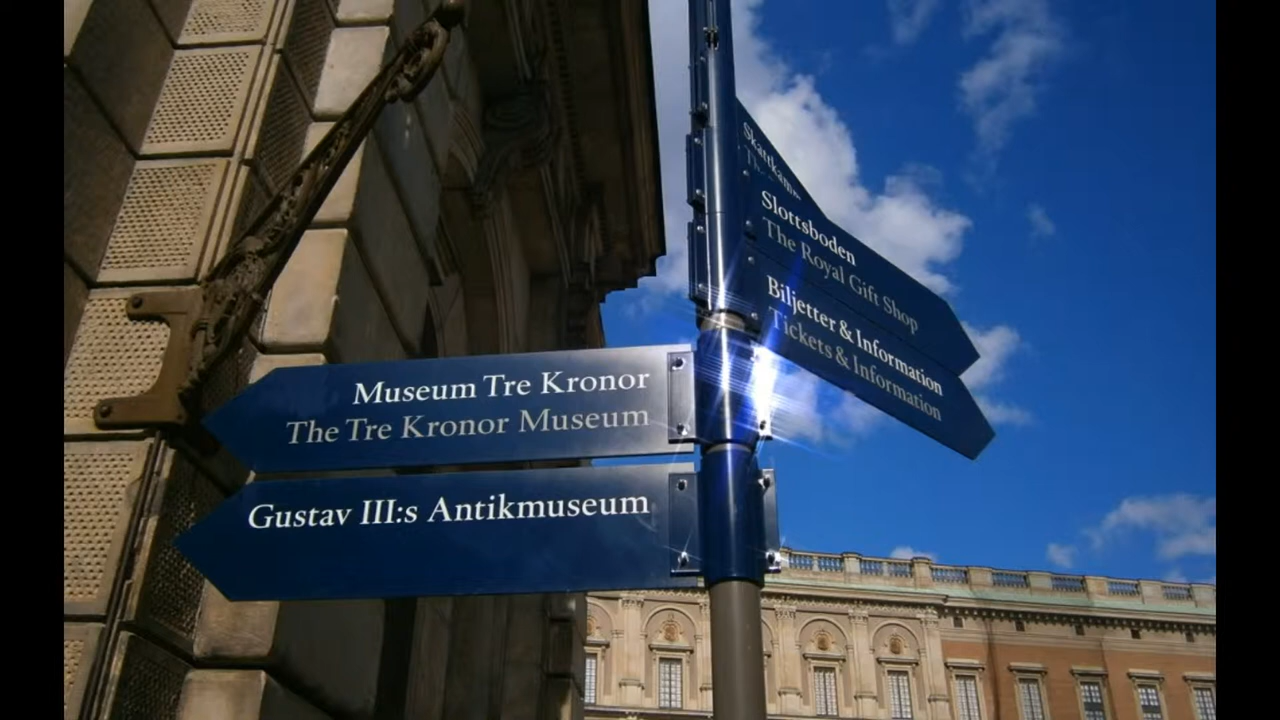 Museum Tre Kronor
The Tre Kronor Museum
Gustav III:s Antikmuseum
Slottsboden
The Royal Gift Shop
Biljetter & Information
Tickets & Information